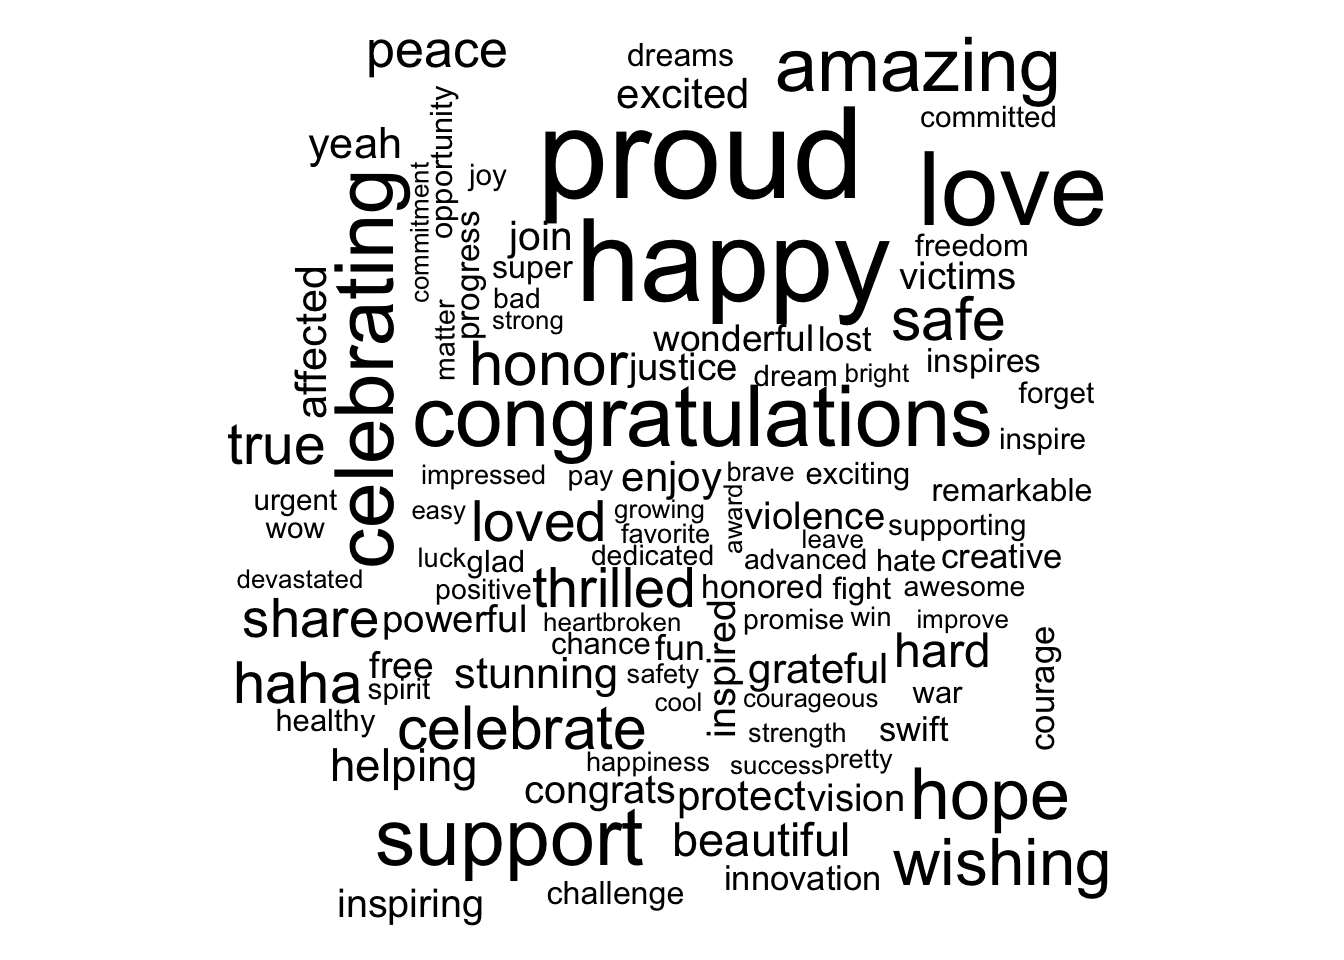 peace
dreams
amazing
excited
committed
proud
yeah
opportunity
love
joy
commitment
celebrating
progress
join
happy
freedom
super
victims
affected
bad
safe
strong
matter
wonderful
lost
honor
justice
dream
bright
inspires
forget
congratulations
true
inspire
impressed
pay
enjoy
brave
exciting
remarkable
urgent
easy
loved
growing
award
violence
supporting
wow
favorite
leave
luck
glad
dedicated
advanced
hate
creative
devastated
positive
thrilled
honored
fight
awesome
share
powerful
heartbroken
inspired
promise
win
improve
chance
fun
hard
courage
haha
free
spirit
stunning
safety
grateful
cool
courageous
war
healthy
celebrate
strength
swift
helping
happiness
success
pretty
congrats
protect
vision
hope
support
beautiful
wishing
innovation
inspiring
challenge